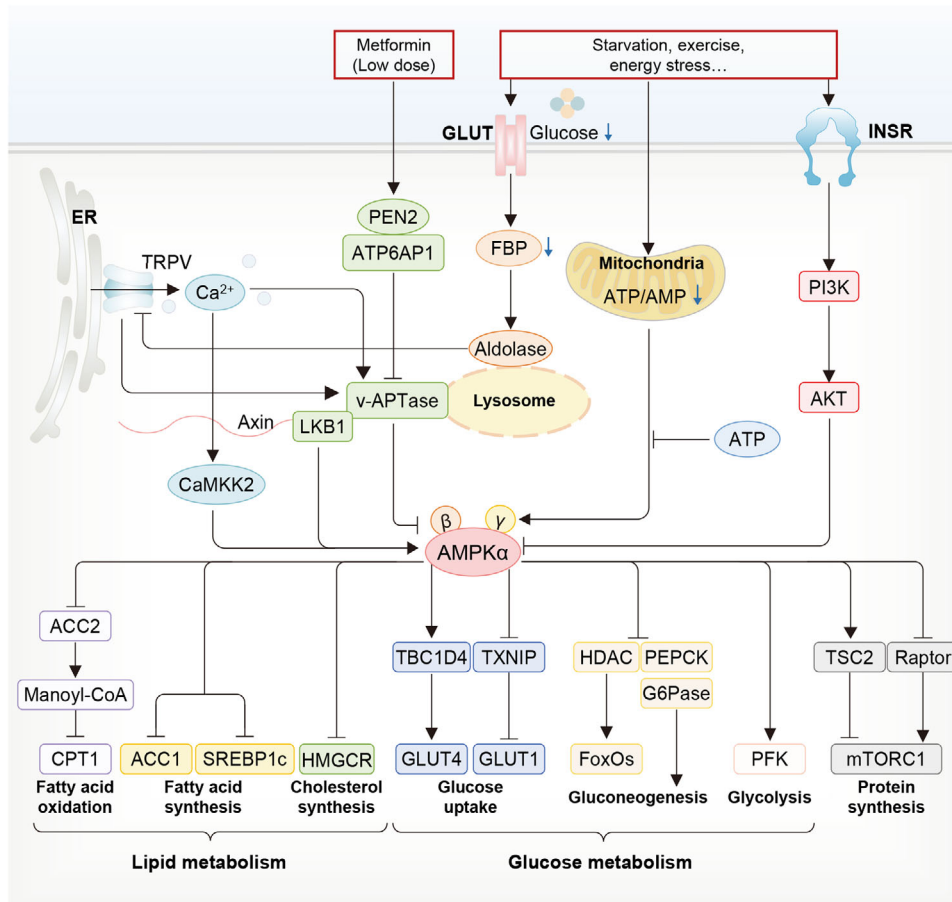 Metformin
(Low dose)
Starvation, exercise,
energy stress...
GLUT
Glucose
INSR
ER
PEN2
ATP6AP1
FBP
TRPV
Ca²⁺
Mitochondria
ATP/AMP
PI3K
Aldolase
v-APTase
Lysosome
AKT
Axin
LKB1
ATP
CaMKK2
β
γ
AMPKα
ACC2
TBC1D4
TXNIP
HDAC
PEPCK
TSC2
Raptor
Manoyl-CoA
G6Pase
CPT1
ACC1
SREBP1c
HMGCR
GLUT4
GLUT1
FoxOs
PFK
mTORC1
Fatty acid
oxidation
Fatty acid
synthesis
Cholesterol
synthesis
Glucose
uptake
Gluconeogenesis
Glycolysis
Protein
synthesis
Lipid metabolism
Glucose metabolism